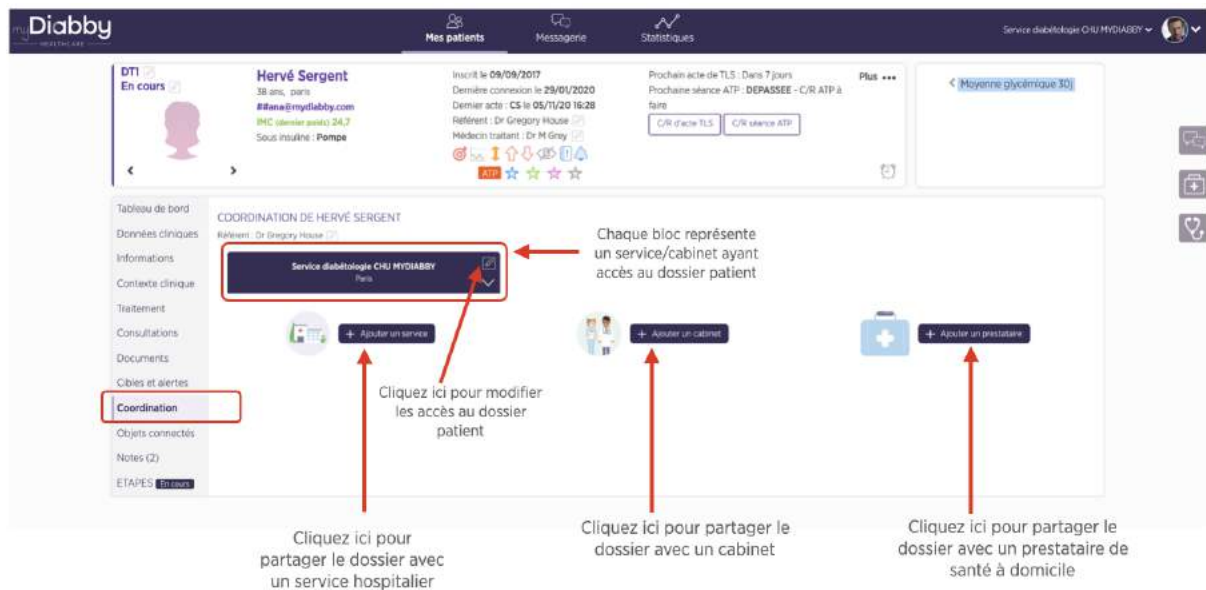 myDiabby
HEALTHCARE
Mes patients
Messagerie
Statistiques
Service diabétologie CHU MYDIABBY
DT1
En cours
Hervé Sergent
38 ans, paris
##ana@mydiabby.com
IMC (dernier poids) 24,7
Sous insuline : Pompe
Inscrit le 09/09/2017
Dernière connexion le 29/01/2020
Dernier acte : CS le 05/11/20 16:28
Référent : Dr Gregory House
Médecin traitant : Dr M Grey
ATP
Prochain acte de TLS : Dans 7 jours
Prochaine séance ATP : DEPASSEE - C/R ATP à
faire
C/R d'acte TLS
C/R séance ATP
Plus •••
Moyenne glycémique 30j
Tableau de bord
Données cliniques
Informations
Contexte clinique
Traitement
Consultations
Documents
Cibles et alertes
Coordination
Objets connectés
Notes (2)
ETAPES En cours
COORDINATION DE HERVÉ SERGENT
Référent : Dr Gregory House
Service diabétologie CHU MYDIABBY
Paris
Chaque bloc représente
un service/cabinet ayant
accès au dossier patient
+ Ajouter un service
+ Ajouter un cabinet
+ Ajouter un prestataire
Cliquez ici pour modifier
les accès au dossier
patient
Cliquez ici pour
partager le dossier avec
un service hospitalier
Cliquez ici pour partager le
dossier avec un cabinet
Cliquez ici pour partager le
dossier avec un prestataire de
santé à domicile